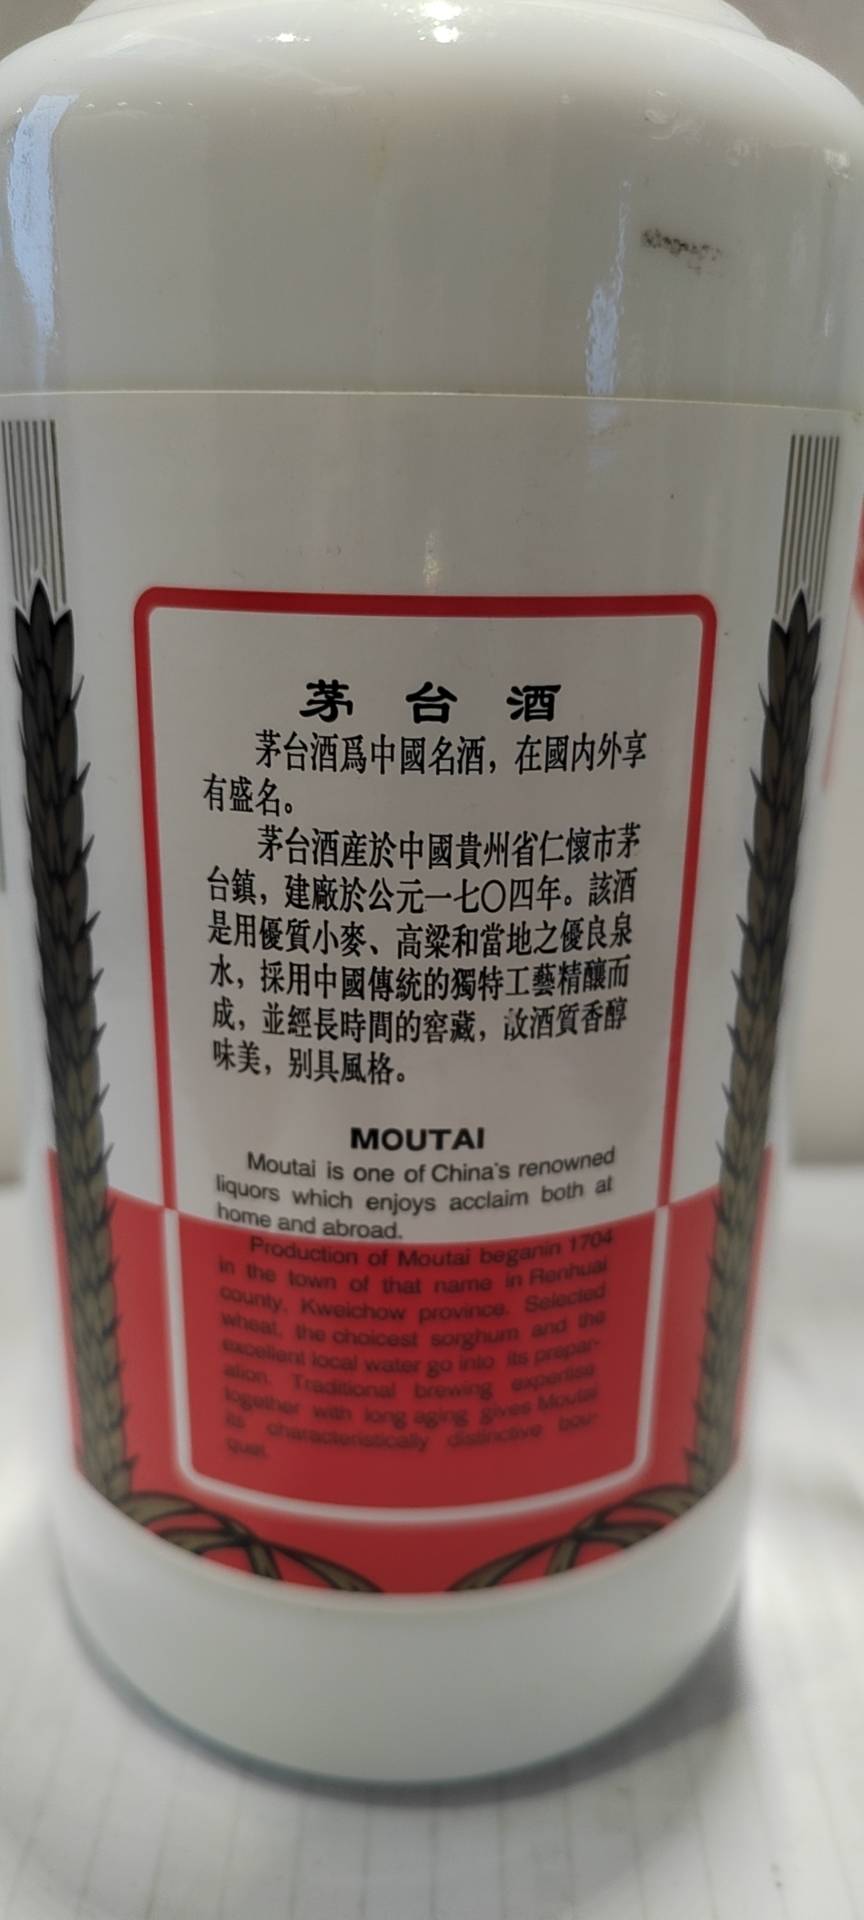 茅台酒
茅台酒爲中國名酒，在國内外享
有盛名。
茅台酒産於中國貴州省仁懷市茅
台鎮，建廠於公元一七〇四年。該酒
是用優質小麥、高粱和當地之優良泉
水，採用中國傳統的獨特工藝精釀而
成，並經長時間的窖藏，故酒質香醇
味美，别具風格。
MOUTAI
Moutai is one of China's renowned
liquors which enjoys acclaim both at
home and abroad.
Production of Moutai beganin 1704
in the town of that name in Renhuai
county, Kweichow province. Selected
wheat, the choicest sorghum and the
excellent local water go into its prepar-
ation. Traditional brewing expertise
together with long aging gives Moutai
its characteristically distinctive bou-
quet.